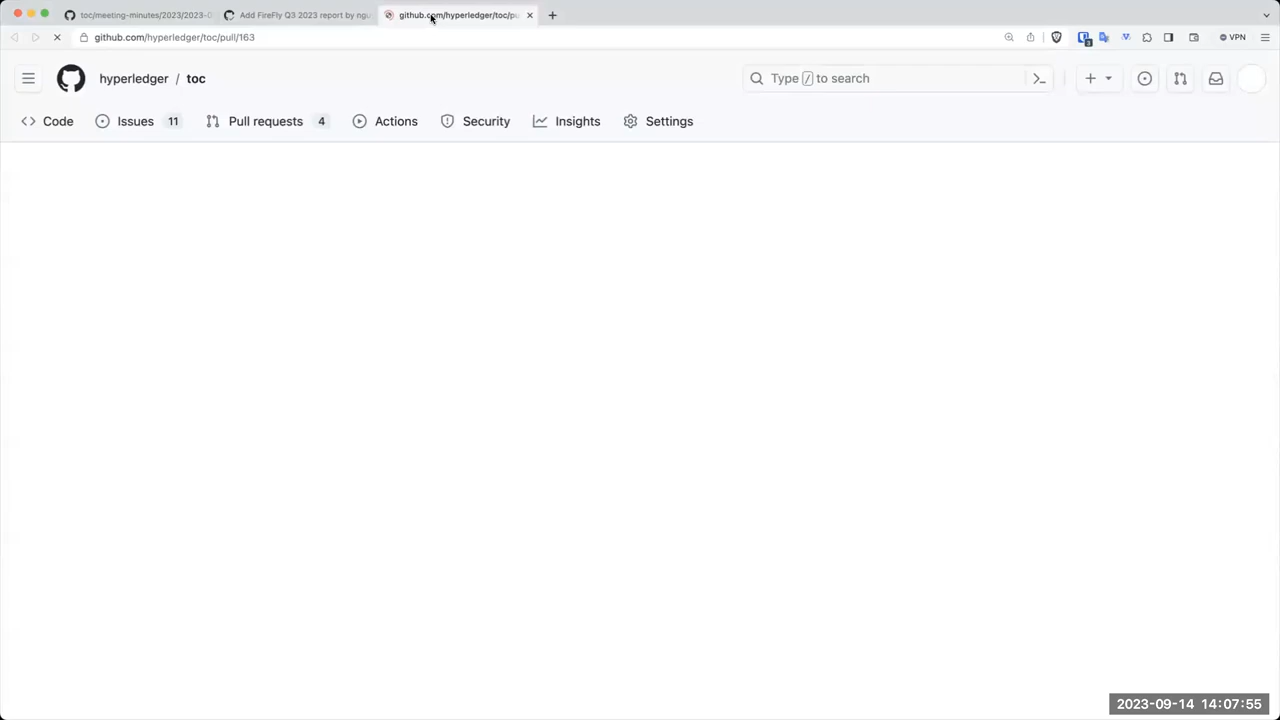 toc/meeting-minutes/2023/2023-0
Add FireFly Q3 2023 report by ngu
github.com/hyperledger/toc/pu
github.com/hyperledger/toc/pull/163
VPN
hyperledger / toc
Type / to search
Code
Issues 11
Pull requests 4
Actions
Security
Insights
Settings
2023-09-14 14:07:55